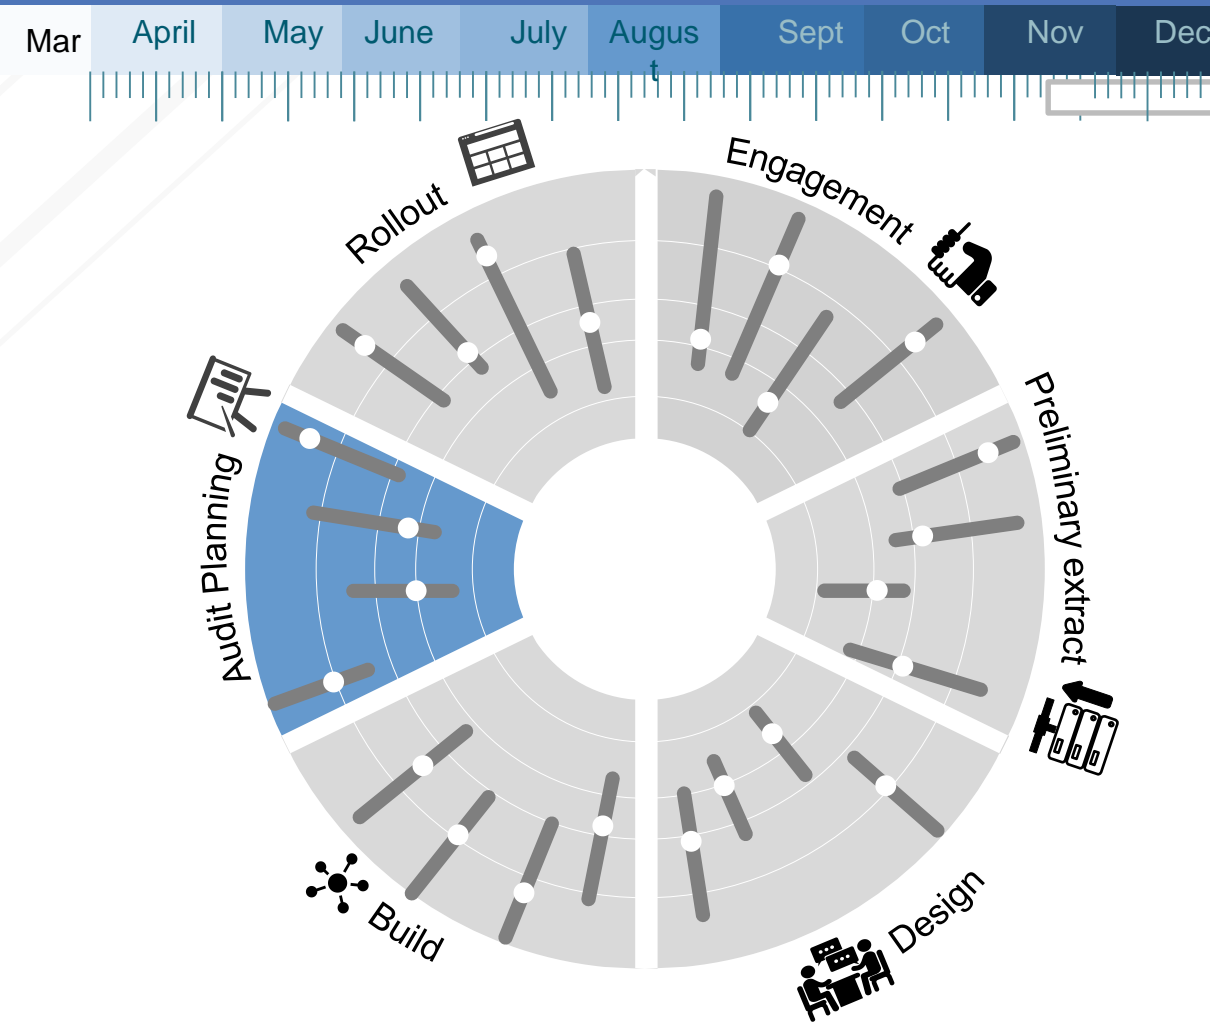 Mar April May June July Augus Sept Oct Nov Dec
t
Engagement
Rollout
Preliminary extract
Audit Planning
Build
Design